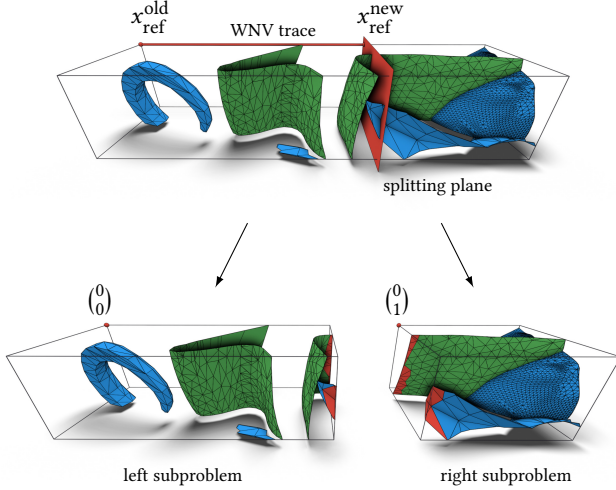 x_ref^old WNV trace x_ref^new
splitting plane
(0 0) (0 1)
left subproblem right subproblem